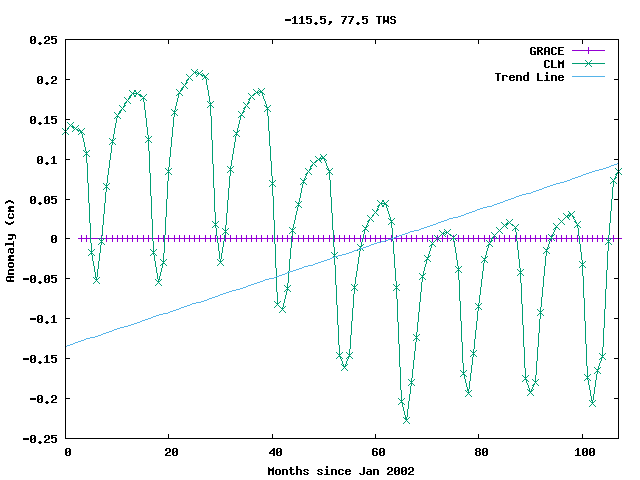 -115.5, 77.5 TWS
GRACE
CLM
Trend Line
0.25
0.2
0.15
0.1
0.05
0
-0.05
-0.1
-0.15
-0.2
-0.25
Anomaly (cm)
0 20 40 60 80 100
Months since Jan 2002